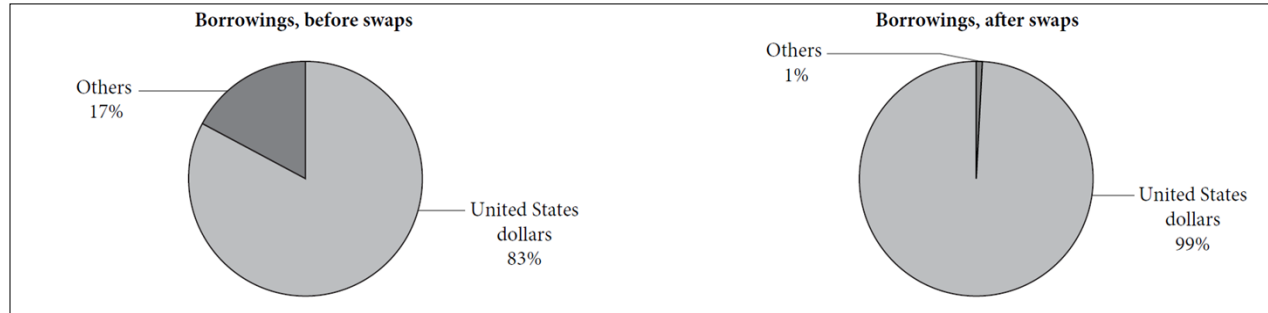 Borrowings, before swaps
Others
17%
United States
dollars
83%
Borrowings, after swaps
Others
1%
United States
dollars
99%